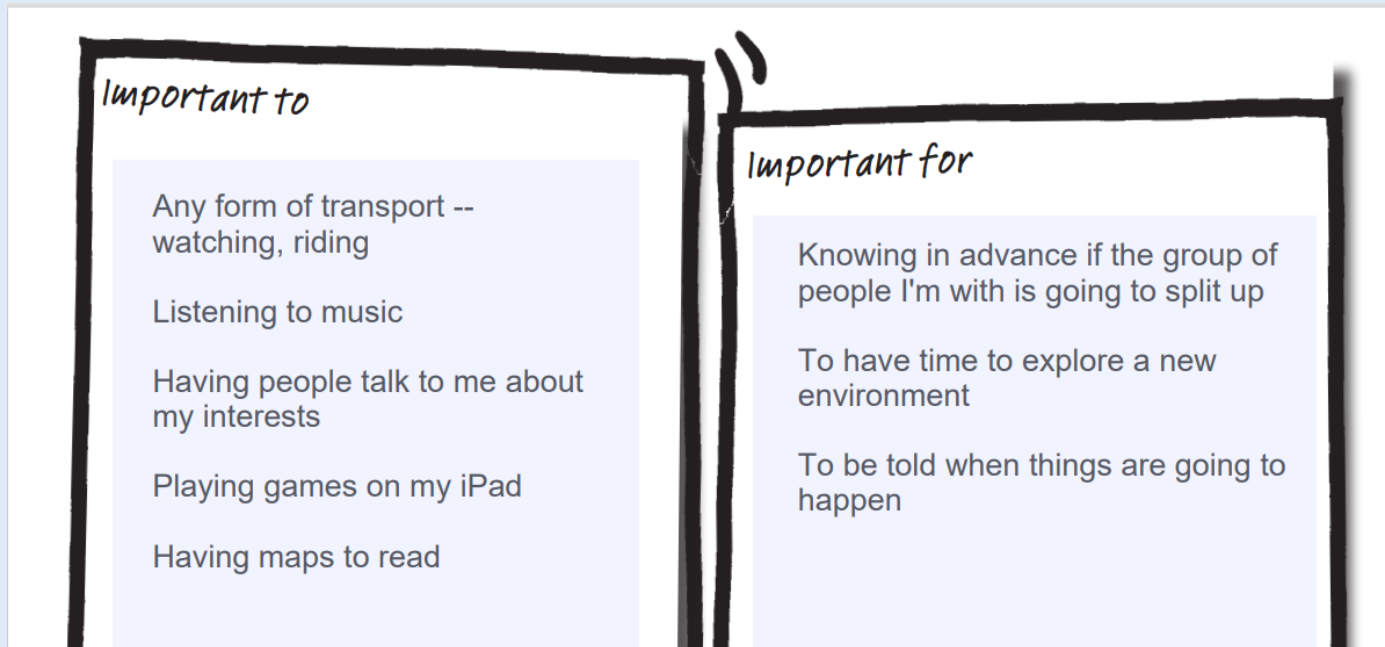 Important to
Any form of transport --
watching, riding
Listening to music
Having people talk to me about
my interests
Playing games on my iPad
Having maps to read
Important for
Knowing in advance if the group of
people I'm with is going to split up
To have time to explore a new
environment
To be told when things are going to
happen